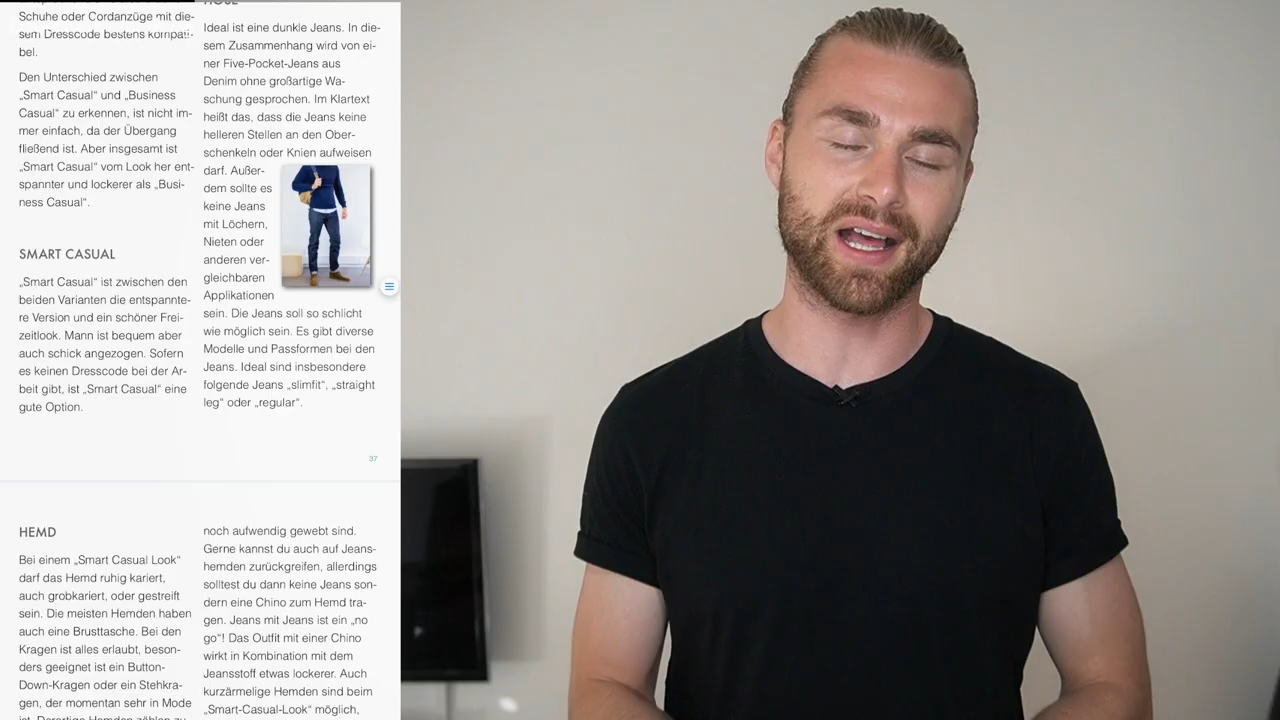 Schuhe oder Cordanzüge mit die-
sem Dresscode bestens kompati-
bel.
Den Unterschied zwischen
„Smart Casual“ und „Business
Casual“ zu erkennen, ist nicht im-
mer einfach, da der Übergang
fließend ist. Aber insgesamt ist
„Smart Casual“ vom Look her ent-
spannter und lockerer als „Busi-
ness Casual“.
SMART CASUAL
„Smart Casual“ ist zwischen den
beiden Varianten die entspannte-
re Version und ein schöner Frei-
zeitlook. Mann ist bequem aber
auch schick angezogen. Sofern
es keinen Dresscode bei der Ar-
beit gibt, ist „Smart Casual“ eine
gute Option.
HOSE
Ideal ist eine dunkle Jeans. In die-
sem Zusammenhang wird von ei-
ner Five-Pocket-Jeans aus
Denim ohne großartige Wa-
schung gesprochen. Im Klartext
heißt das, dass die Jeans keine
helleren Stellen an den Ober-
schenkeln oder Knien aufweisen
darf. Außer-
dem sollte es
keine Jeans
mit Löchern,
Nieten oder
anderen ver-
gleichbaren
Applikationen
sein. Die Jeans soll so schlicht
wie möglich sein. Es gibt diverse
Modelle und Passformen bei den
Jeans. Ideal sind insbesondere
folgende Jeans „slimfit“, „straight
leg“ oder „regular“.
37
HEMD
Bei einem „Smart Casual Look“
darf das Hemd ruhig kariert,
auch grobkariert, oder gestreift
sein. Die meisten Hemden haben
auch eine Brusttasche. Bei den
Kragen ist alles erlaubt, beson-
ders geeignet ist ein Button-
Down-Kragen oder ein Stehkra-
gen, der momentan sehr in Mode
ist. Derartige Hemden zählen zu
noch aufwendig gewebt sind.
Gerne kannst du auch auf Jeans-
hemden zurückgreifen, allerdings
solltest du dann keine Jeans son-
dern eine Chino zum Hemd tra-
gen. Jeans mit Jeans ist ein „no
go“! Das Outfit mit einer Chino
wirkt in Kombination mit dem
Jeansstoff etwas lockerer. Auch
kurzärmelige Hemden sind beim
„Smart-Casual-Look“ möglich,